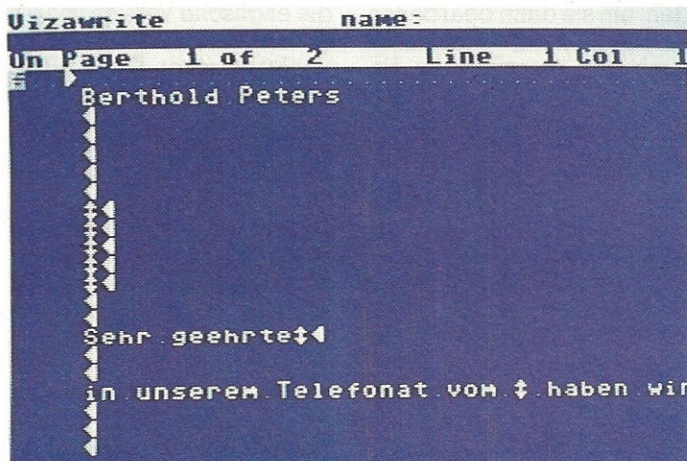 Vizawrite name:
On Page 1 of 2 Line 1 Col 1
Berthold Peters
Sehr geehrte
in unserem Telefonat vom haben wir